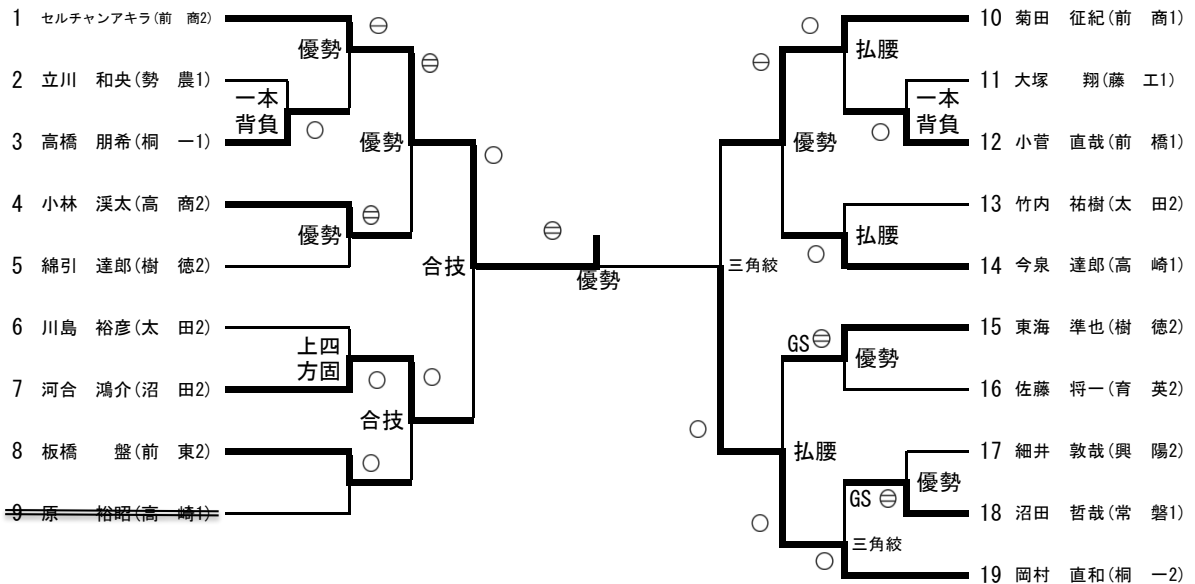 1 セルチャンアキラ(前 商2)
優勢
2 立川 和央(勢 農1)
一本
背負
3 高橋 朋希(桐 一1)
優勢
4 小林 渓太(高 商2)
優勢
5 綿引 達郎(樹 徳2)
合技
6 川島 裕彦(太 田2)
上四
方固
7 河合 鴻介(沼 田2)
合技
8 板橋 盤(前 東2)
9 原 裕昭(高 崎1)
優勢
10 菊田 征紀(前 商1)
払腰
11 大塚 翔(藤 工1)
一本
背負
12 小菅 直哉(前 橋1)
優勢
13 竹内 祐樹(太 田2)
払腰
14 今泉 達郎(高 崎1)
三角絞
15 東海 準也(樹 徳2)
GS
優勢
16 佐藤 将一(育 英2)
払腰
17 細井 敦哉(興 陽2)
優勢
GS
18 沼田 哲哉(常 磐1)
三角絞
19 岡村 直和(桐 一2)